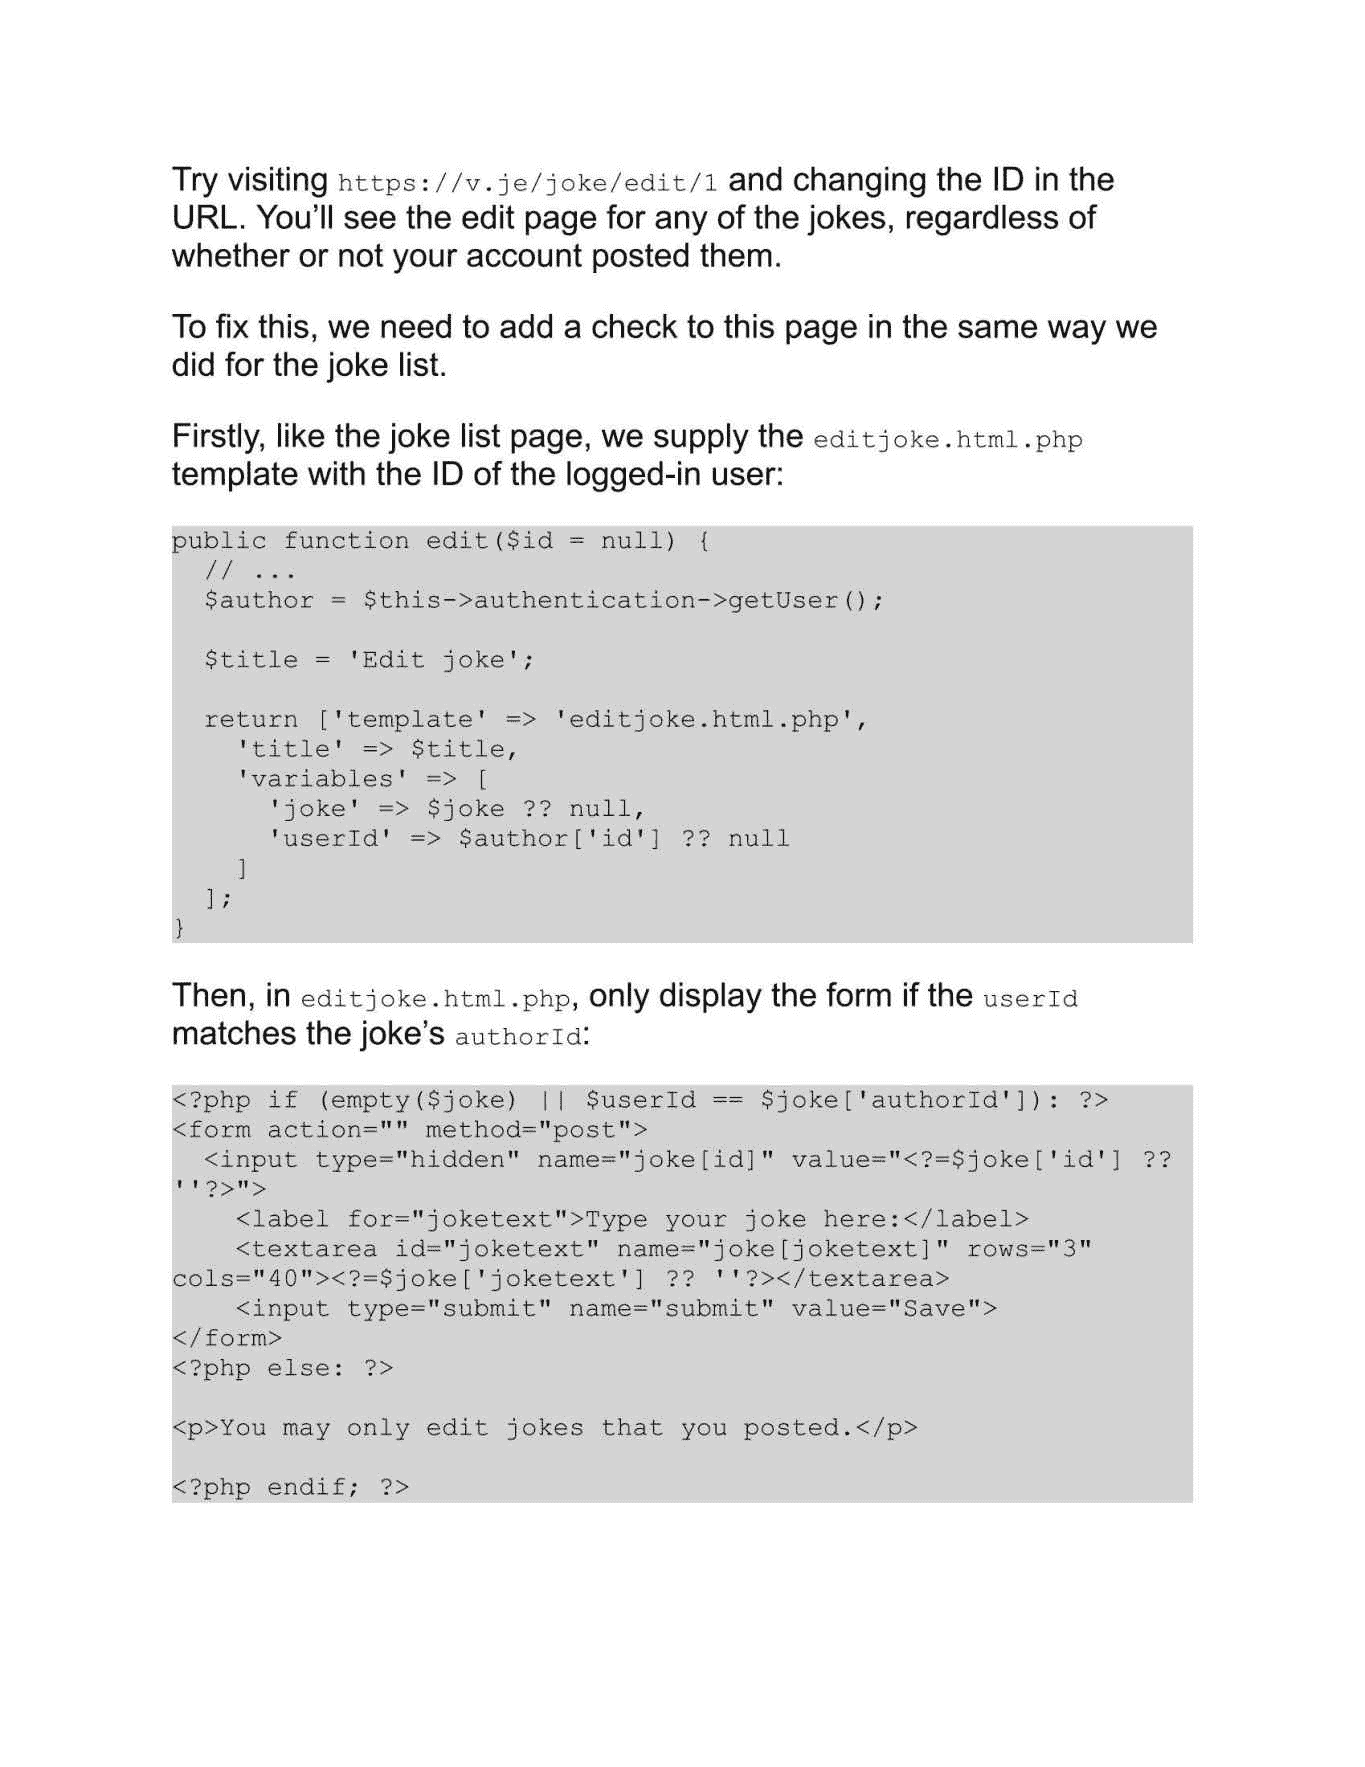 Try visiting https://v.je/joke/edit/1 and changing the ID in the
URL. You’ll see the edit page for any of the jokes, regardless of
whether or not your account posted them.
To fix this, we need to add a check to this page in the same way we
did for the joke list.
Firstly, like the joke list page, we supply the editjoke.html.php
template with the ID of the logged-in user:
public function edit($id = null) {
  // ...
  $author = $this->authentication->getUser();
  $title = 'Edit joke';
  return ['template' => 'editjoke.html.php',
    'title' => $title,
    'variables' => [
      'joke' => $joke ?? null,
      'userId' => $author['id'] ?? null
    ]
  ];
}
Then, in editjoke.html.php, only display the form if the userId
matches the joke’s authorId:
<?php if (empty($joke) || $userId == $joke['authorId']): ?>
<form action="" method="post">
  <input type="hidden" name="joke[id]" value="<?=$joke['id'] ??
''?>">
    <label for="joketext">Type your joke here:</label>
    <textarea id="joketext" name="joke[joketext]" rows="3"
cols="40"><?=$joke['joketext'] ?? ''?></textarea>
    <input type="submit" name="submit" value="Save">
</form>
<?php else: ?>
<p>You may only edit jokes that you posted.</p>
<?php endif; ?>